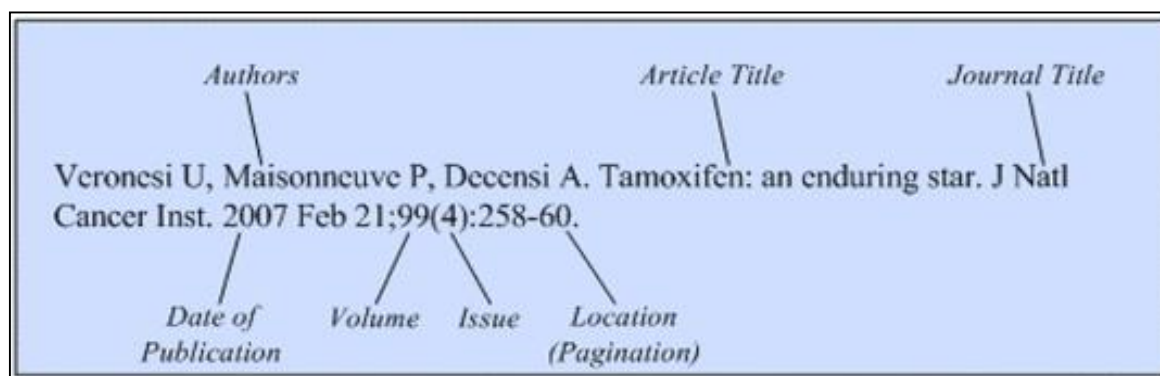 Authors Article Title Journal Title
Veronesi U, Maisonneuve P, Decensi A. Tamoxifen: an enduring star. J Natl
Cancer Inst. 2007 Feb 21;99(4):258-60.
Date of Volume Issue Location
Publication (Pagination)